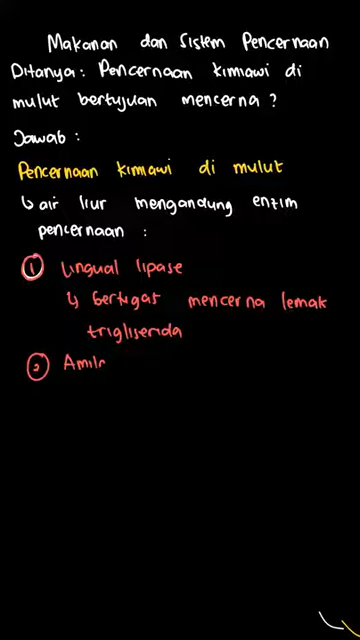 Makanan dan Sistem Pencernaan
Ditanya: Pencernaan kimiawi di
mulut bertujuan mencerna?
Jawab:
Pencernaan kimiawi di mulut
↳ air liur mengandung enzim
pencernaan:
① Lingual lipase
↳ bertugas mencerna lemak
trigliserida
② Amil